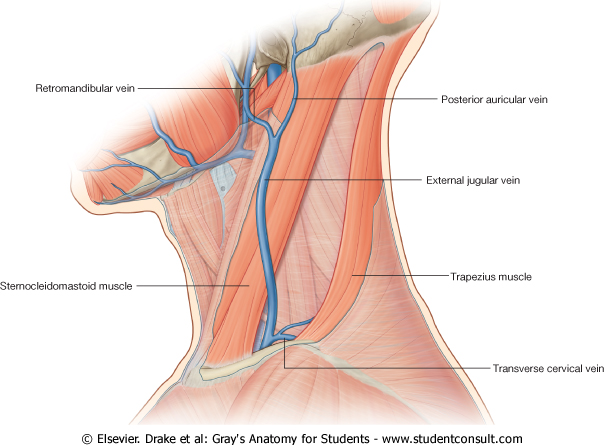 Retromandibular vein
Posterior auricular vein
External jugular vein
Trapezius muscle
Sternocleidomastoid muscle
Transverse cervical vein
© Elsevier. Drake et al: Gray's Anatomy for Students - www.studentconsult.com